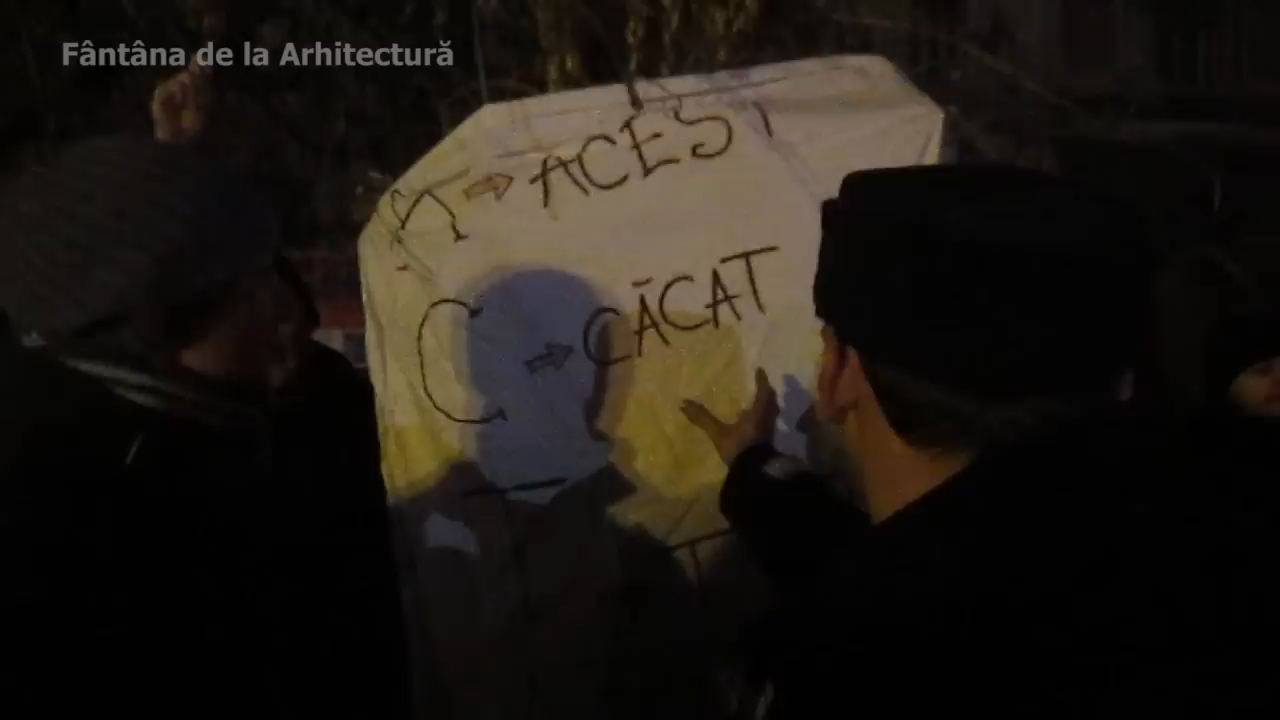 Fântâna de la Arhitectură
A ⇨ ACEST
C ⇨ CĂCAT